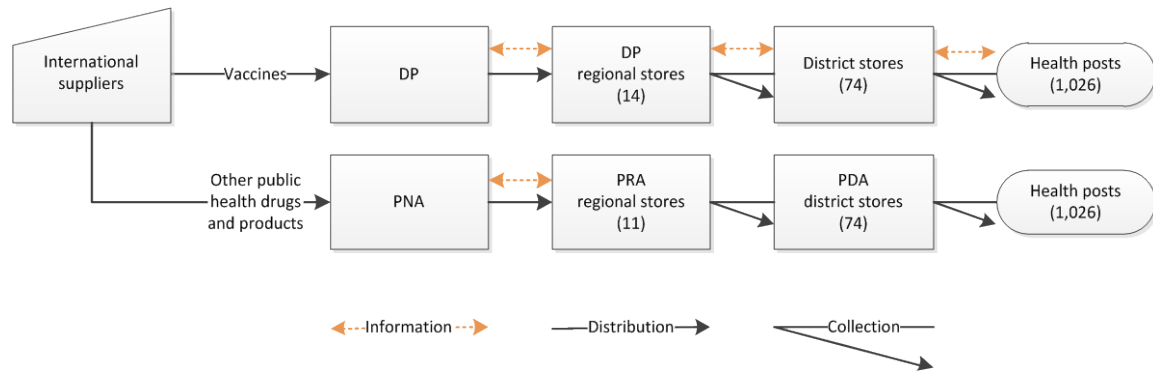 International
suppliers
Vaccines
DP
DP
regional stores
(14)
District stores
(74)
Health posts
(1,026)
Other public
health drugs
and products
PNA
PRA
regional stores
(11)
PDA
district stores
(74)
Health posts
(1,026)
Information
Distribution
Collection